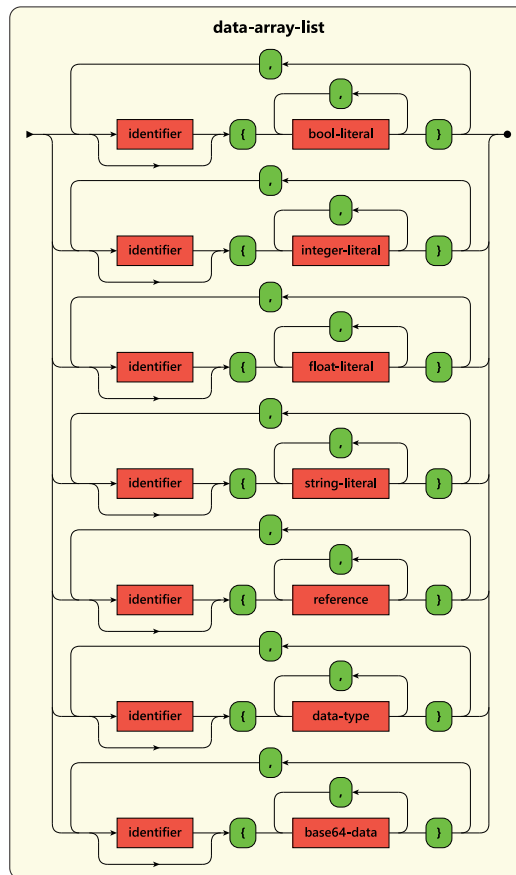 data-array-list
,
,
identifier { bool-literal }
,
,
identifier { integer-literal }
,
,
identifier { float-literal }
,
,
identifier { string-literal }
,
,
identifier { reference }
,
,
identifier { data-type }
,
,
identifier { base64-data }